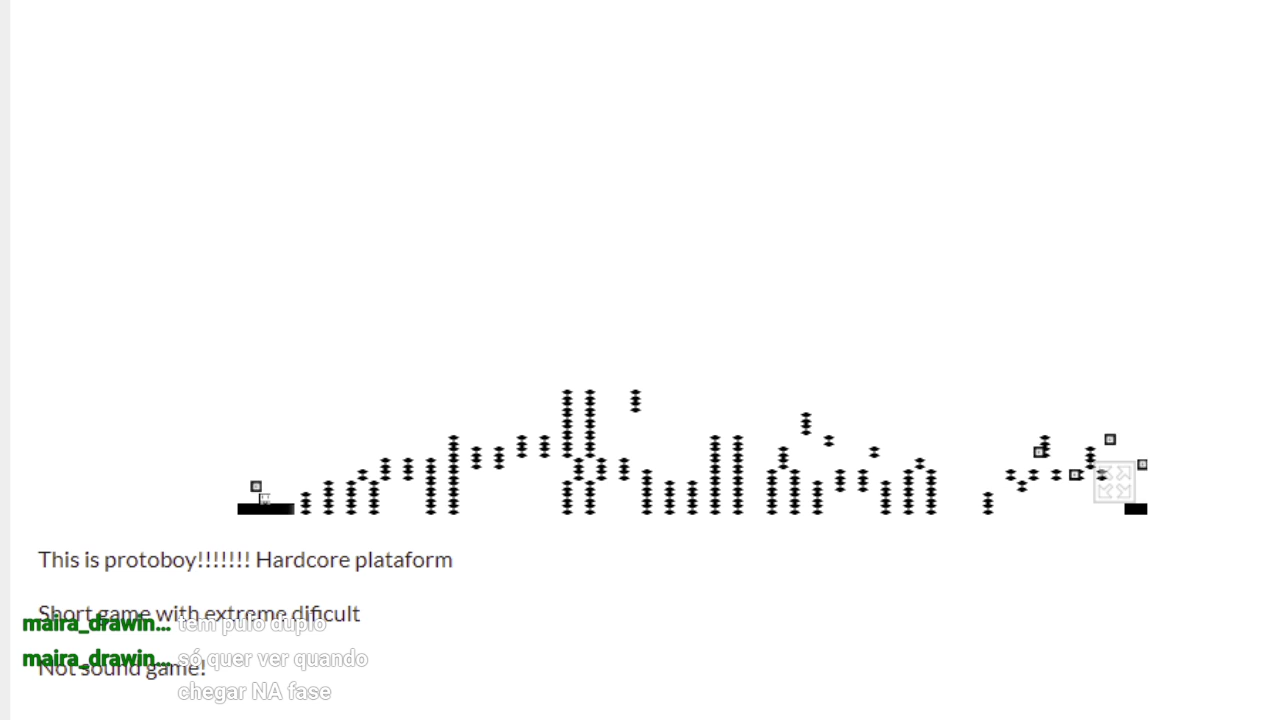 This is protoboy!!!!!!! Hardcore plataform
Short game with extreme dificult
maira_drawin... tem pulo duplo
maira_drawin... só quer ver quando
Not sound game!
chegar NA fase